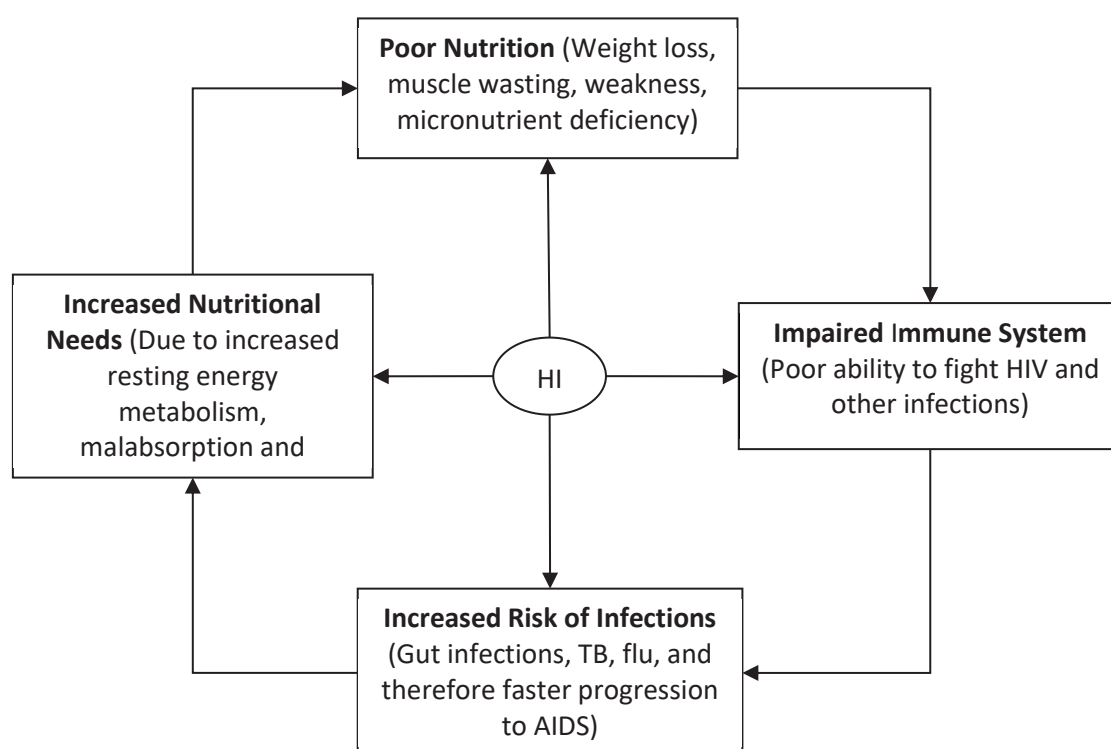 Poor Nutrition (Weight loss,
muscle wasting, weakness,
micronutrient deficiency)
Increased Nutritional
Needs (Due to increased
resting energy
metabolism,
malabsorption and
HI
Impaired Immune System
(Poor ability to fight HIV and
other infections)
Increased Risk of Infections
(Gut infections, TB, flu, and
therefore faster progression
to AIDS)